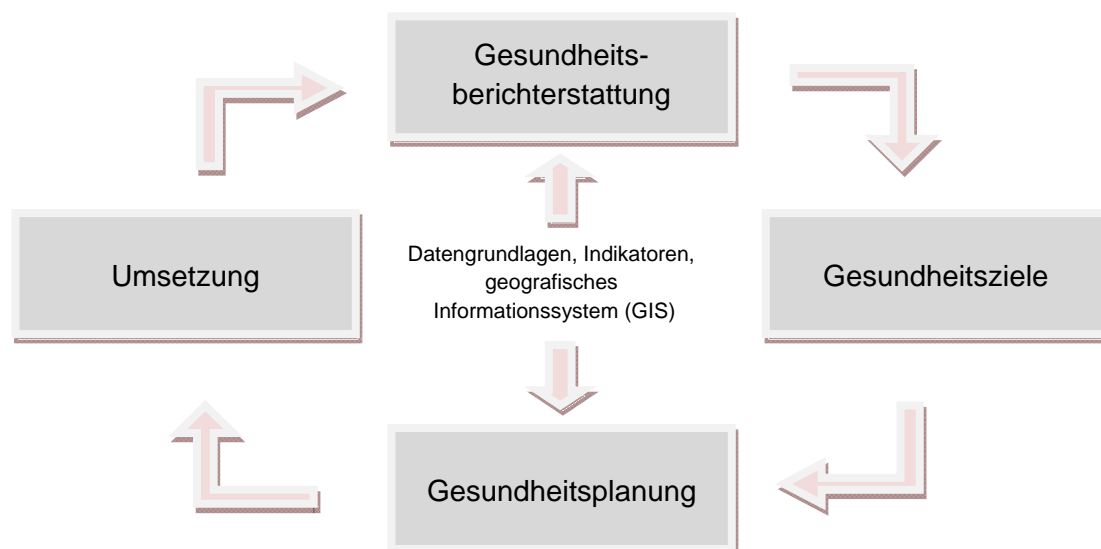 Gesundheits-
berichterstattung
Umsetzung
Datengrundlagen, Indikatoren,
geografisches
Informationssystem (GIS)
Gesundheitsziele
Gesundheitsplanung